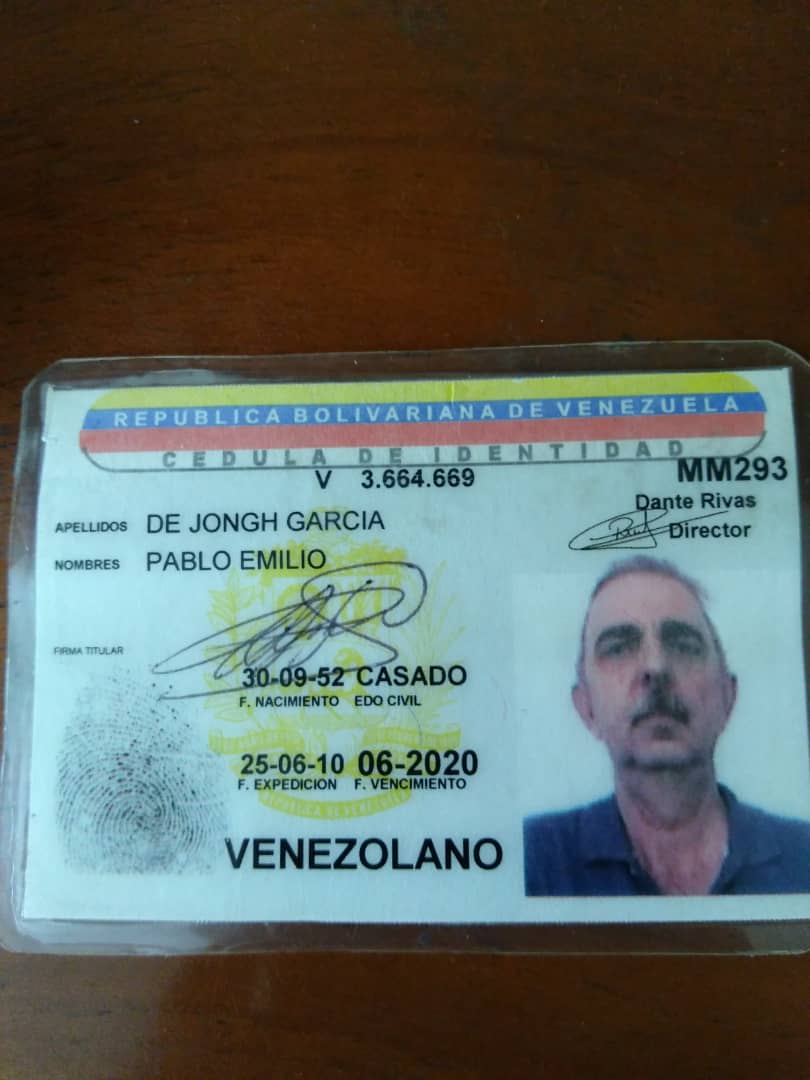 REPUBLICA BOLIVARIANA DE VENEZUELA
CEDULA DE IDENTIDAD
V 3.664.669
MM293
Dante Rivas
Director
APELLIDOS DE JONGH GARCIA
NOMBRES PABLO EMILIO
FIRMA TITULAR
30-09-52 CASADO
F. NACIMIENTO EDO CIVIL
25-06-10 06-2020
F. EXPEDICION F. VENCIMIENTO
VENEZOLANO